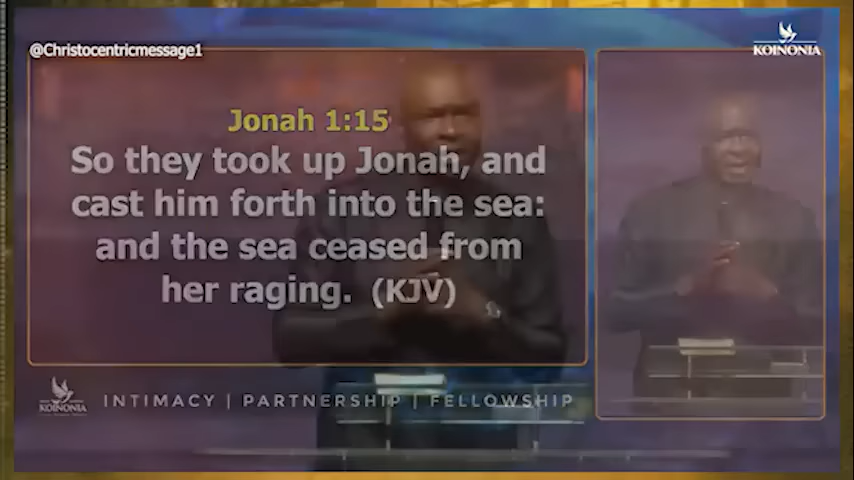 @Christocentricmessage1
KOINONIA
Jonah 1:15
So they took up Jonah, and
cast him forth into the sea:
and the sea ceased from
her raging. (KJV)
KOINONIA
INTIMACY | PARTNERSHIP | FELLOWSHIP